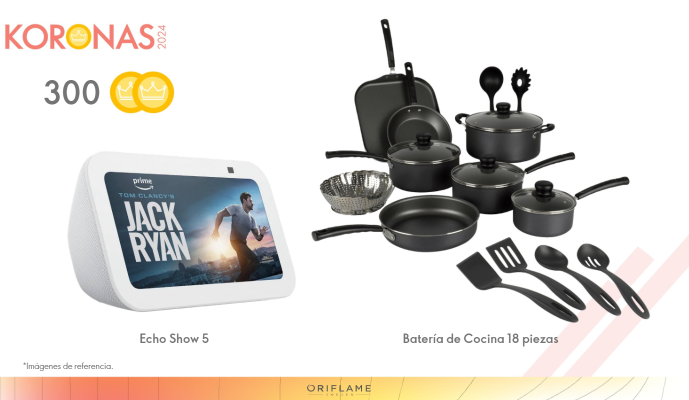 KORONAS 2024
300
prime
TOM CLANCY'S
JACK
RYAN
Echo Show 5
Batería de Cocina 18 piezas
*Imágenes de referencia.
ORIFLAME
SWEDEN